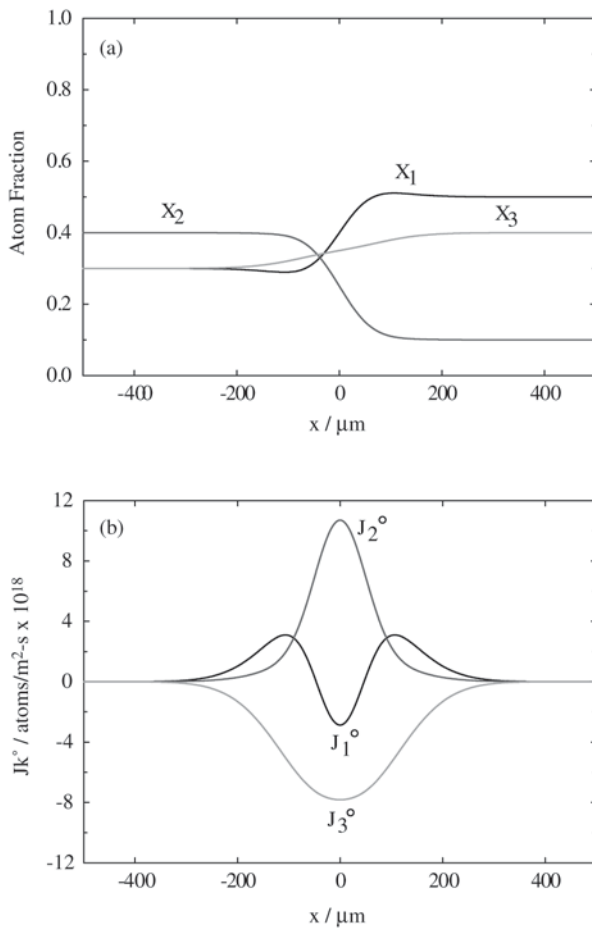 (a)
1.0
0.8
0.6
0.4
0.2
0.0
Atom Fraction
X1
X2
X3
-400 -200 0 200 400
x / μm
(b)
12
8
4
0
-4
-8
-12
Jk° / atoms/m²-s x 10¹⁸
J2°
J1°
J3°
-400 -200 0 200 400
x / μm